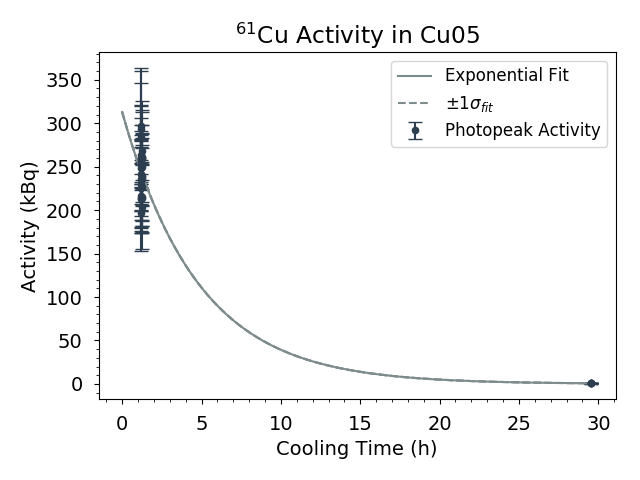 ⁶¹Cu Activity in Cu05
Exponential Fit
±1σ_fit
Photopeak Activity
Activity (kBq)
350
300
250
200
150
100
50
0
0 5 10 15 20 25 30
Cooling Time (h)